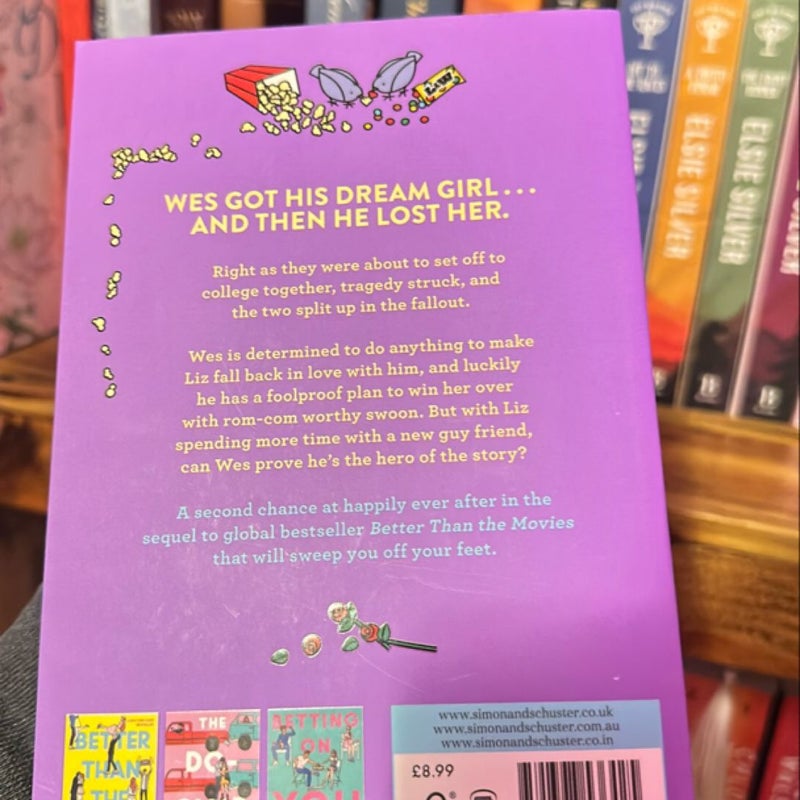 WES GOT HIS DREAM GIRL...
AND THEN HE LOST HER.
Right as they were about to set off to
college together, tragedy struck, and
the two split up in the fallout.
Wes is determined to do anything to make
Liz fall back in love with him, and luckily
he has a foolproof plan to win her over
with rom-com worthy swoon. But with Liz
spending more time with a new guy friend,
can Wes prove he's the hero of the story?
A second chance at happily ever after in the
sequel to global bestseller Better Than the Movies
that will sweep you off your feet.
BETTER
THAN
THE
THE
DO-
BETTING
ON
YOU
www.simonandschuster.co.uk
www.simonandschuster.com.au
www.simonandschuster.co.in
£8.99
ELSIE SILVER
ELSIE SILVER